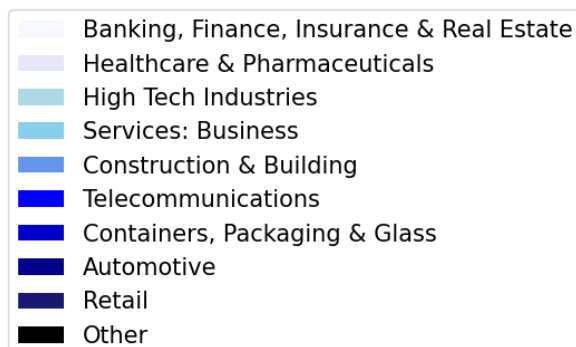 Banking, Finance, Insurance & Real Estate
Healthcare & Pharmaceuticals
High Tech Industries
Services: Business
Construction & Building
Telecommunications
Containers, Packaging & Glass
Automotive
Retail
Other